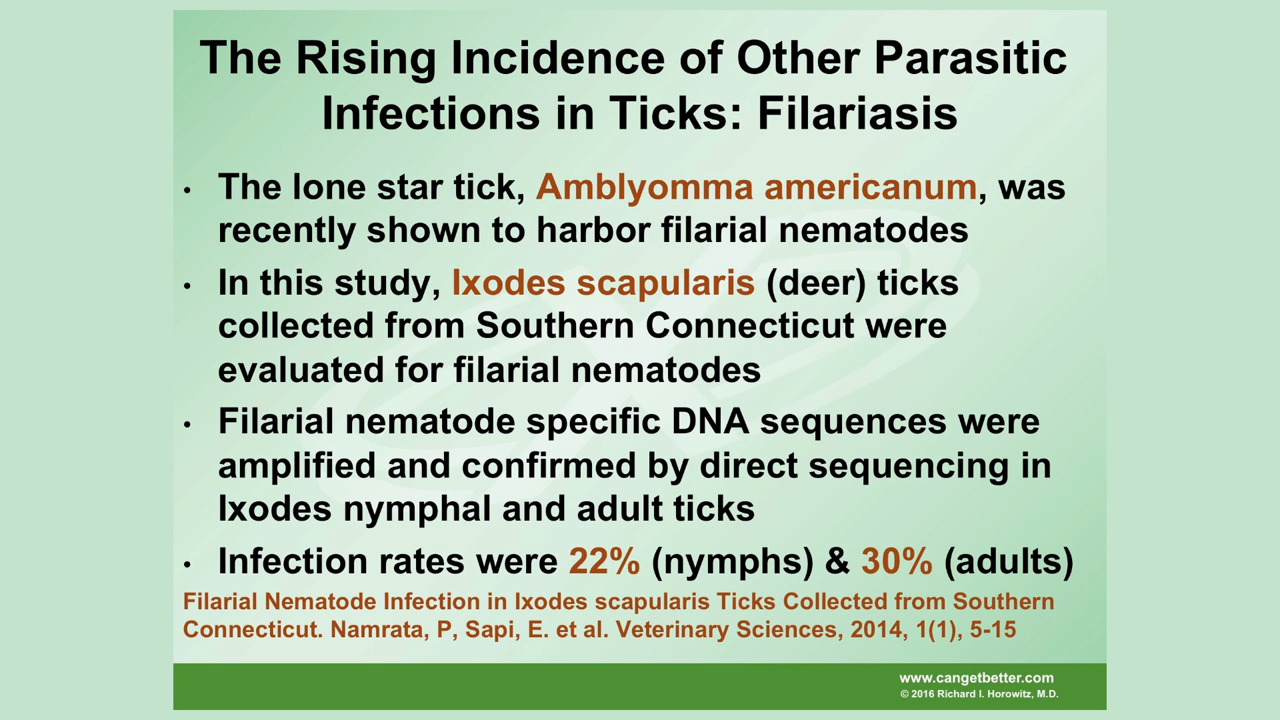 The Rising Incidence of Other Parasitic
Infections in Ticks: Filariasis
• The lone star tick, Amblyomma americanum, was
recently shown to harbor filarial nematodes
• In this study, Ixodes scapularis (deer) ticks
collected from Southern Connecticut were
evaluated for filarial nematodes
• Filarial nematode specific DNA sequences were
amplified and confirmed by direct sequencing in
Ixodes nymphal and adult ticks
• Infection rates were 22% (nymphs) & 30% (adults)
Filarial Nematode Infection in Ixodes scapularis Ticks Collected from Southern
Connecticut. Namrata, P, Sapi, E. et al. Veterinary Sciences, 2014, 1(1), 5-15
www.cangetbetter.com
© 2016 Richard I. Horowitz, M.D.